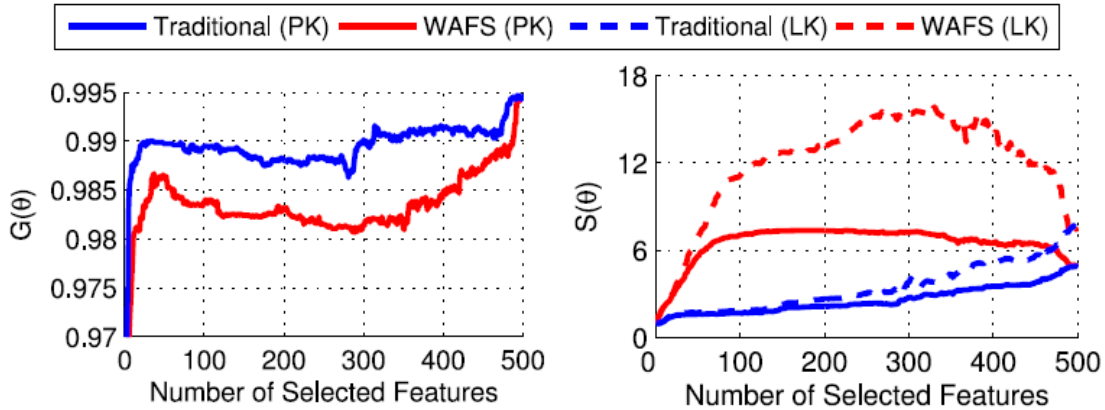 Traditional (PK) WAFS (PK) Traditional (LK) WAFS (LK)
G(θ)
0.995
0.99
0.985
0.98
0.975
0.97
0 100 200 300 400 500
Number of Selected Features
S(θ)
18
12
6
0
0 100 200 300 400 500
Number of Selected Features